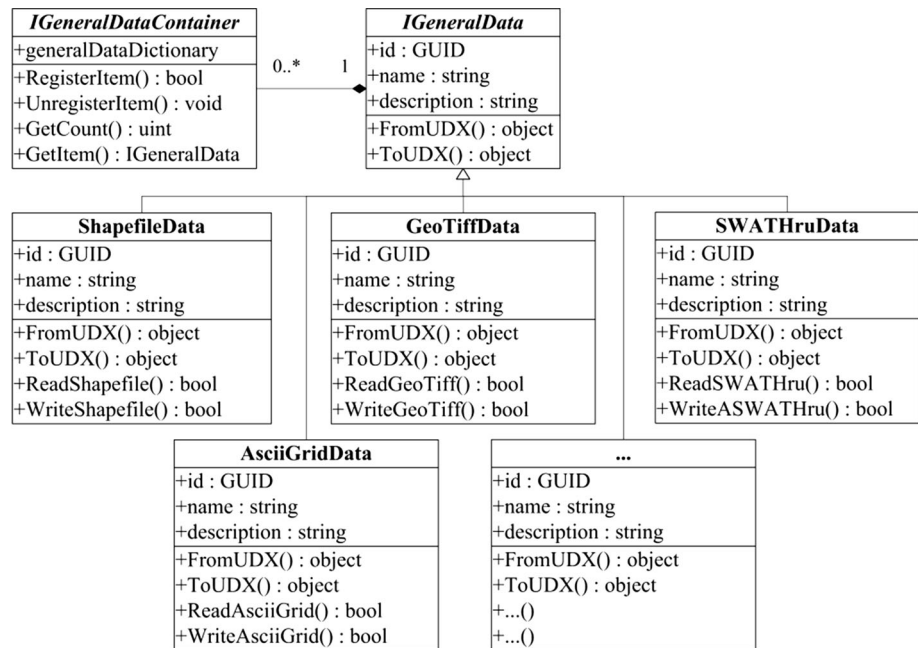 IGeneralDataContainer
+generalDataDictionary
+RegisterItem() : bool
+UnregisterItem() : void
+GetCount() : uint
+GetItem() : IGeneralData
0..* 1
IGeneralData
+id : GUID
+name : string
+description : string
+FromUDX() : object
+ToUDX() : object
ShapefileData
+id : GUID
+name : string
+description : string
+FromUDX() : object
+ToUDX() : object
+ReadShapefile() : bool
+WriteShapefile() : bool
GeoTiffData
+id : GUID
+name : string
+description : string
+FromUDX() : object
+ToUDX() : object
+ReadGeoTiff() : bool
+WriteGeoTiff() : bool
SWATHruData
+id : GUID
+name : string
+description : string
+FromUDX() : object
+ToUDX() : object
+ReadSWATHru() : bool
+WriteASWATHru() : bool
AsciiGridData
+id : GUID
+name : string
+description : string
+FromUDX() : object
+ToUDX() : object
+ReadAsciiGrid() : bool
+WriteAsciiGrid() : bool
...
+id : GUID
+name : string
+description : string
+FromUDX() : object
+ToUDX() : object
+...()
+...()